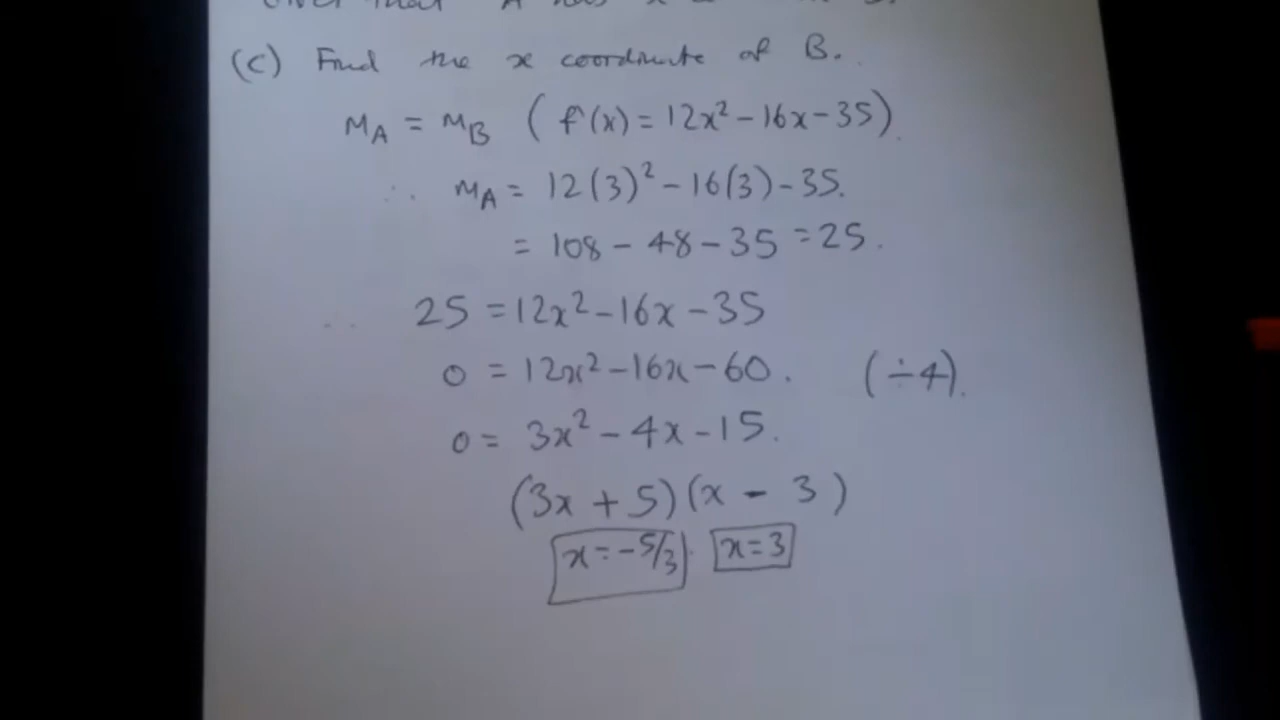 that A has x
(c) Find the x coordinate of B.
M_A = M_B (f'(x) = 12x² - 16x - 35)
∴ M_A = 12(3)² - 16(3) - 35.
= 108 - 48 - 35 = 25.
25 = 12x² - 16x - 35
0 = 12x² - 16x - 60. (÷4).
0 = 3x² - 4x - 15.
(3x + 5)(x - 3)
x = -5/3. x = 3